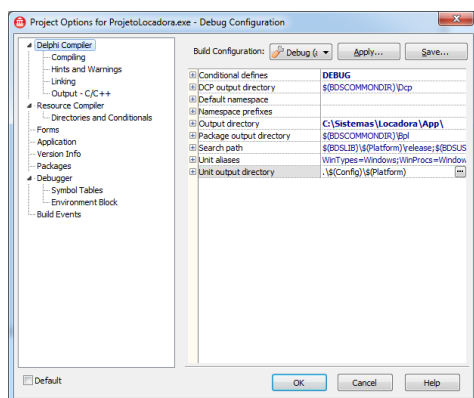 Project Options for ProjetoLocadora.exe - Debug Configuration
Delphi Compiler
Compiling
Hints and Warnings
Linking
Output - C/C++
Resource Compiler
Directories and Conditionals
Forms
Application
Version Info
Packages
Debugger
Symbol Tables
Environment Block
Build Events
Build Configuration: Debug (a Apply... Save...
Conditional defines DEBUG
DCP output directory $(BDSCOMMONDIR)\Dcp
Default namespace
Namespace prefixes
Output directory C:\Sistemas\Locadora\App\
Package output directory $(BDSCOMMONDIR)\Bpl
Search path $(BDSLIB)\$(Platform)\release;$(BDSUS
Unit aliases WinTypes=Windows;WinProcs=Window
Unit output directory .\$(Config)\$(Platform) ...
Default OK Cancel Help